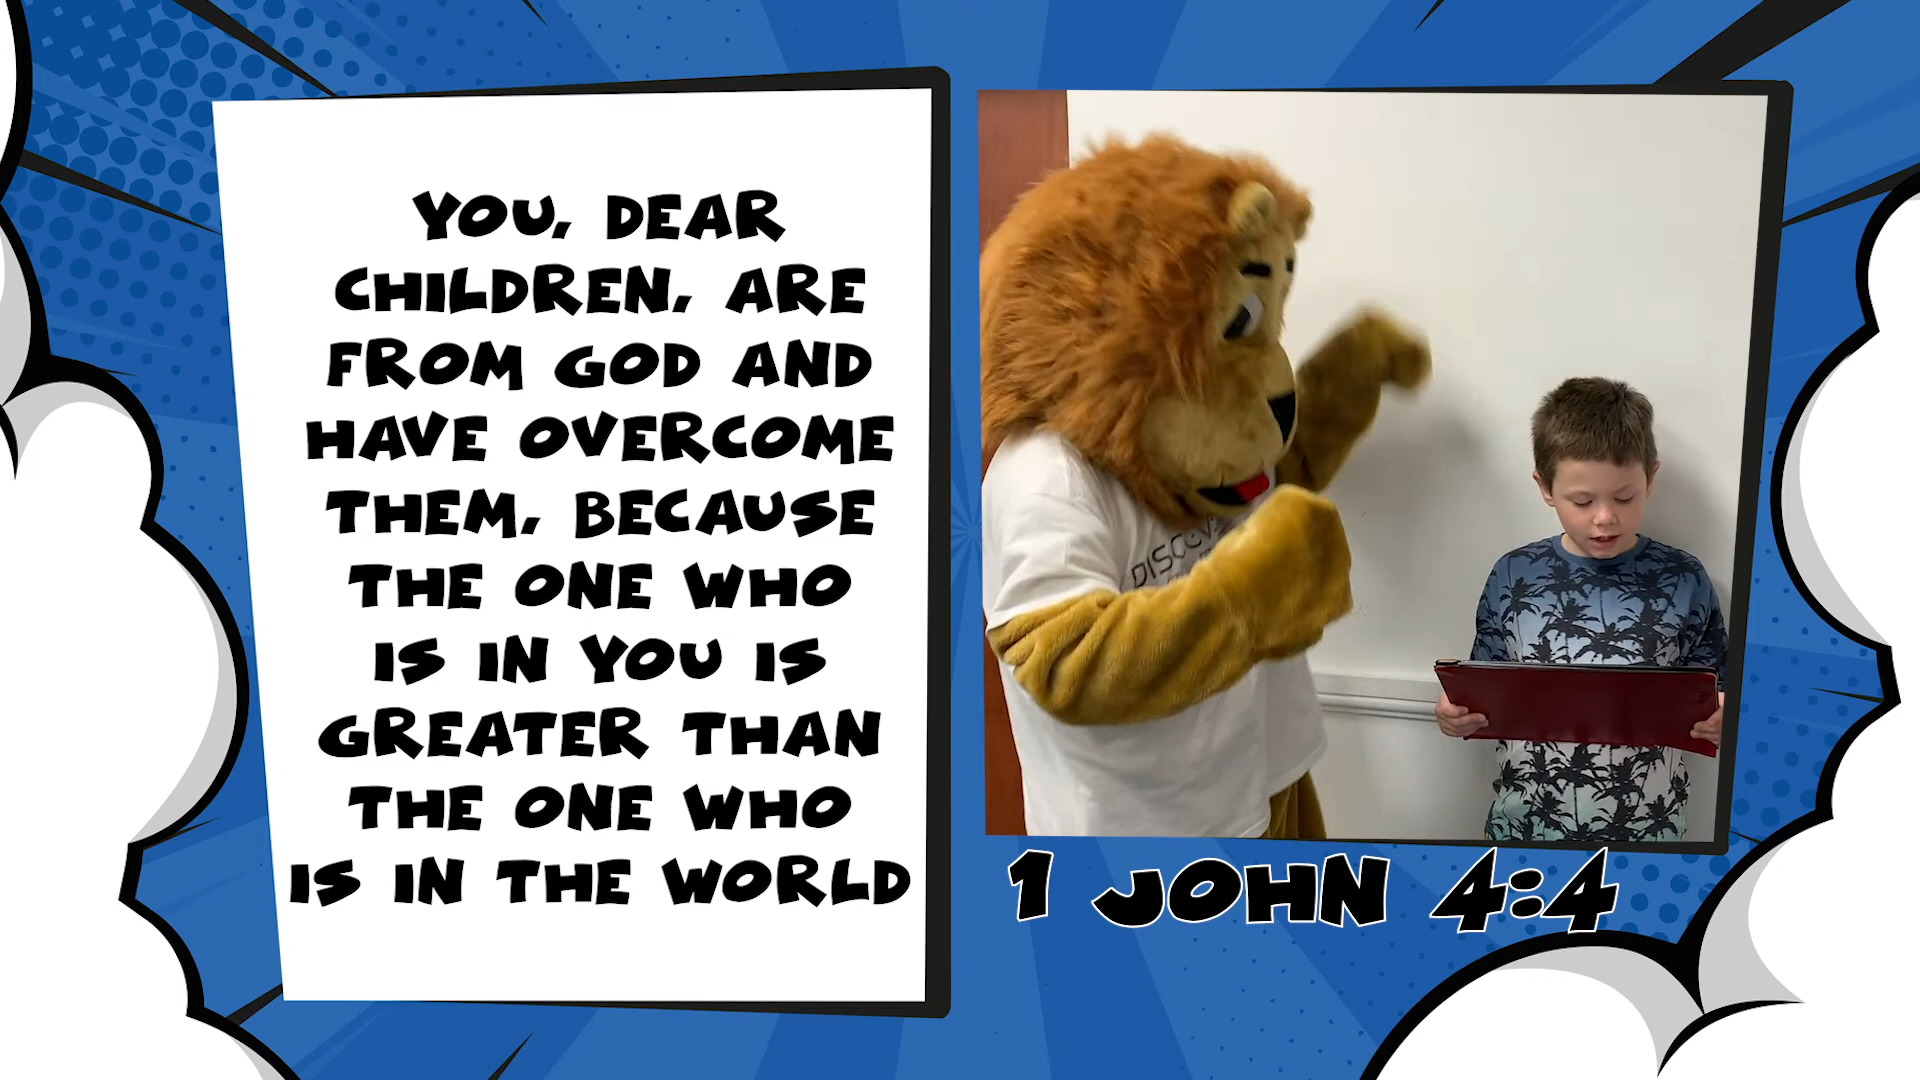 YOU, DEAR
CHILDREN, ARE
FROM GOD AND
HAVE OVERCOME
THEM, BECAUSE
THE ONE WHO
IS IN YOU IS
GREATER THAN
THE ONE WHO
IS IN THE WORLD
1 JOHN 4:4